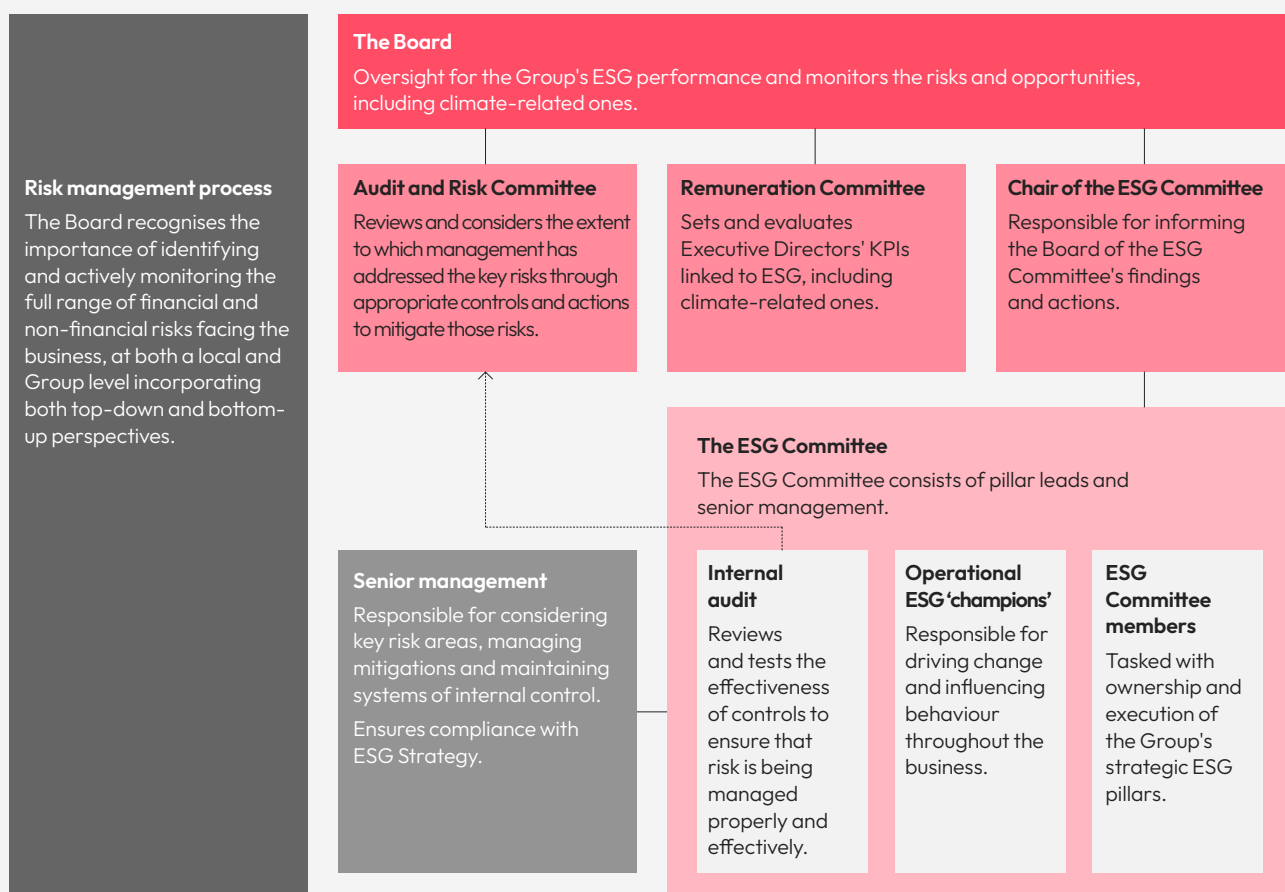 The Board
Oversight for the Group's ESG performance and monitors the risks and opportunities,
including climate-related ones.
Risk management process
The Board recognises the
importance of identifying
and actively monitoring the
full range of financial and
non-financial risks facing the
business, at both a local and
Group level incorporating
both top-down and bottom-
up perspectives.
Audit and Risk Committee
Reviews and considers the extent
to which management has
addressed the key risks through
appropriate controls and actions
to mitigate those risks.
Remuneration Committee
Sets and evaluates
Executive Directors' KPIs
linked to ESG, including
climate-related ones.
Chair of the ESG Committee
Responsible for informing
the Board of the ESG
Committee's findings
and actions.
The ESG Committee
The ESG Committee consists of pillar leads and
senior management.
Senior management
Responsible for considering
key risk areas, managing
mitigations and maintaining
systems of internal control.
Ensures compliance with
ESG Strategy.
Internal
audit
Reviews
and tests the
effectiveness
of controls to
ensure that
risk is being
managed
properly and
effectively.
Operational
ESG ‘champions’
Responsible for
driving change
and influencing
behaviour
throughout the
business.
ESG
Committee
members
Tasked with
ownership and
execution of
the Group's
strategic ESG
pillars.